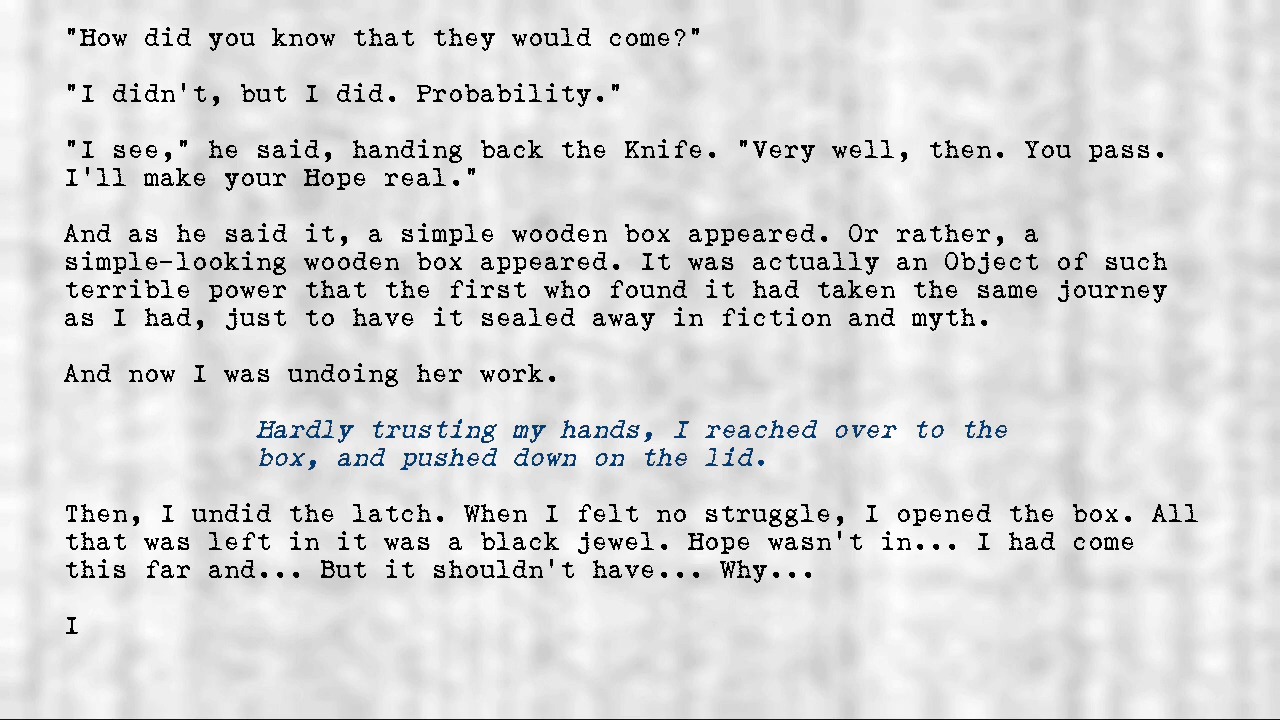 "How did you know that they would come?"
"I didn't, but I did. Probability."
"I see," he said, handing back the Knife. "Very well, then. You pass.
I'll make your Hope real."
And as he said it, a simple wooden box appeared. Or rather, a
simple-looking wooden box appeared. It was actually an Object of such
terrible power that the first who found it had taken the same journey
as I had, just to have it sealed away in fiction and myth.
And now I was undoing her work.
Hardly trusting my hands, I reached over to the
box, and pushed down on the lid.
Then, I undid the latch. When I felt no struggle, I opened the box. All
that was left in it was a black jewel. Hope wasn't in... I had come
this far and... But it shouldn't have... Why...
I